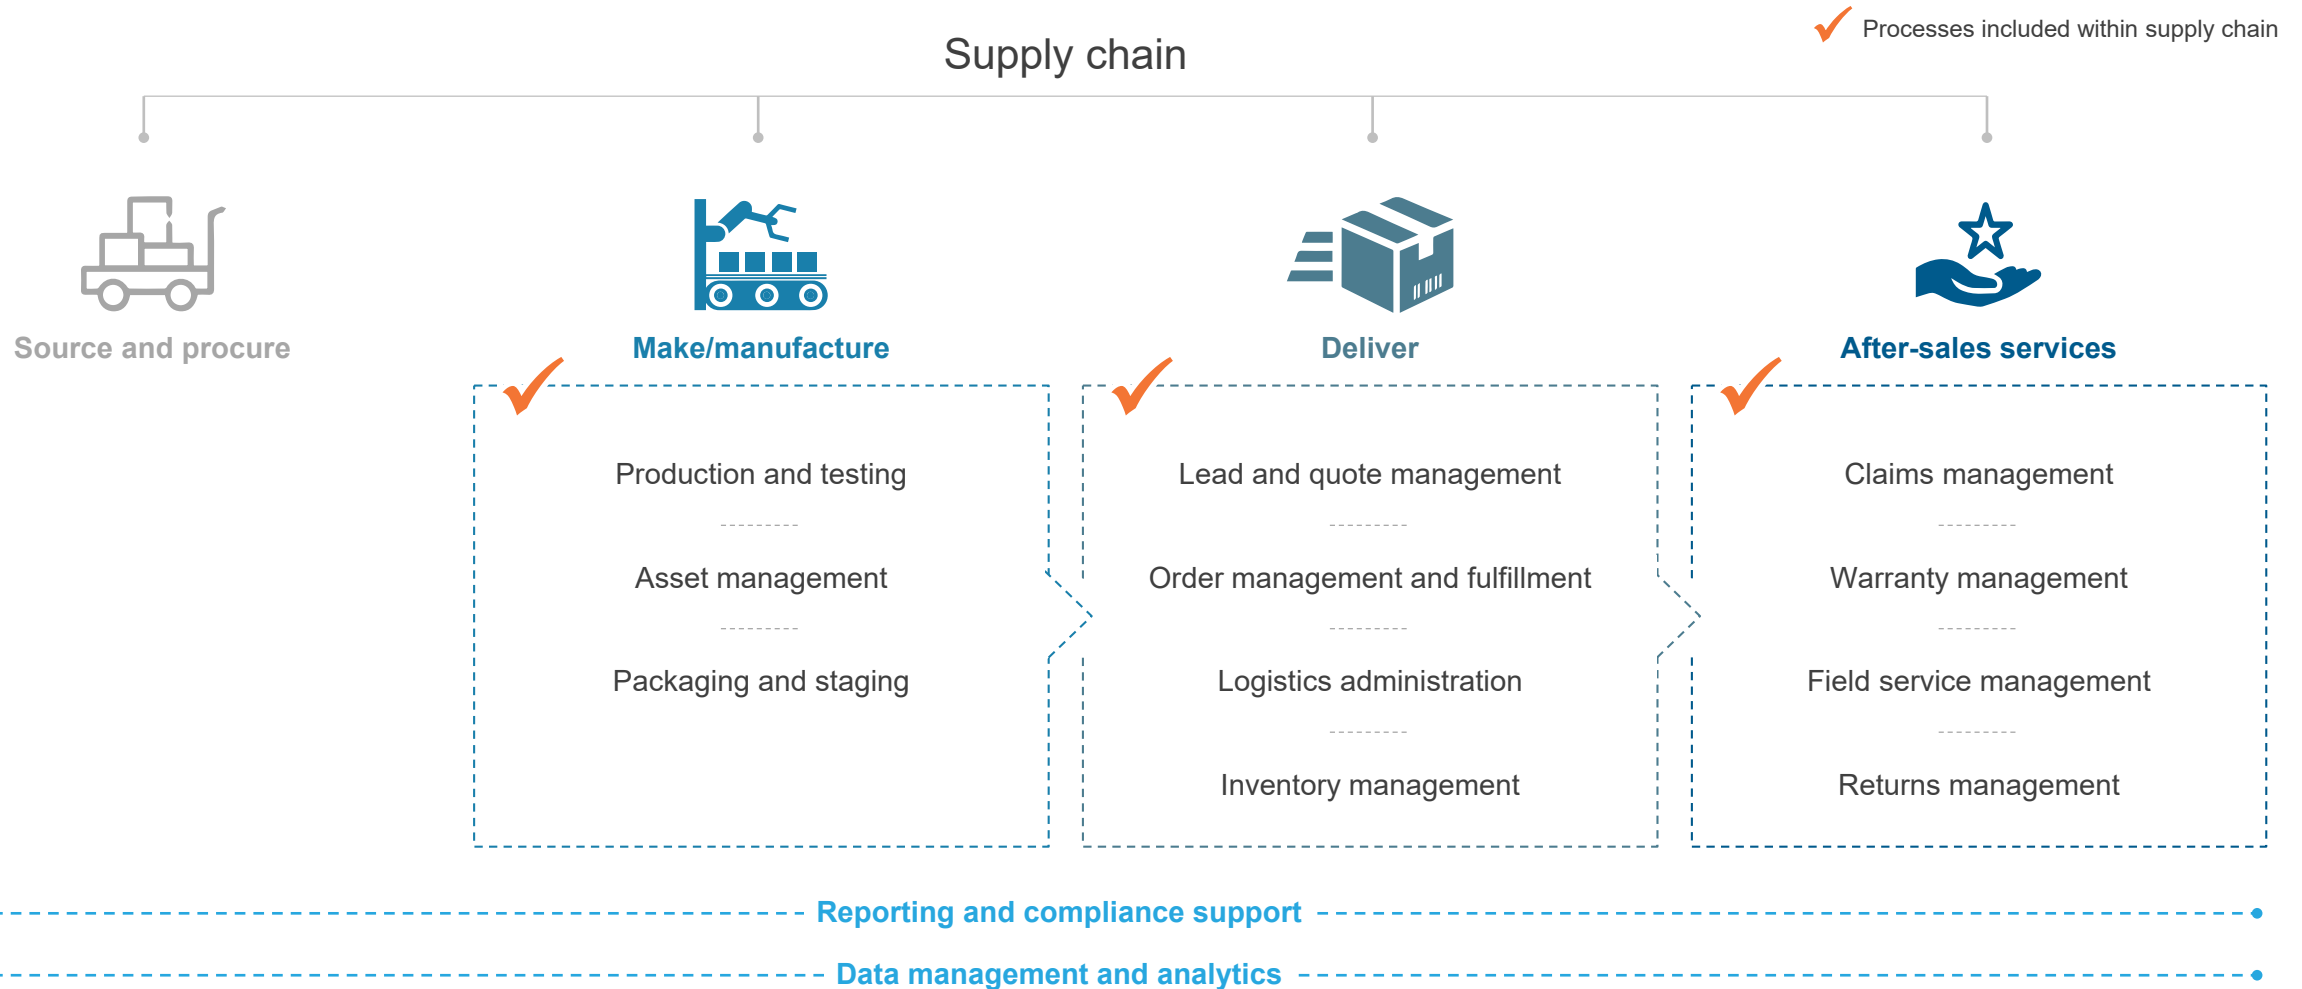 Processes included within supply chain
Supply chain
Source and procure
Make/manufacture
Deliver
After-sales services
Production and testing
Asset management
Packaging and staging
Lead and quote management
Order management and fulfillment
Logistics administration
Inventory management
Claims management
Warranty management
Field service management
Returns management
Reporting and compliance support
Data management and analytics